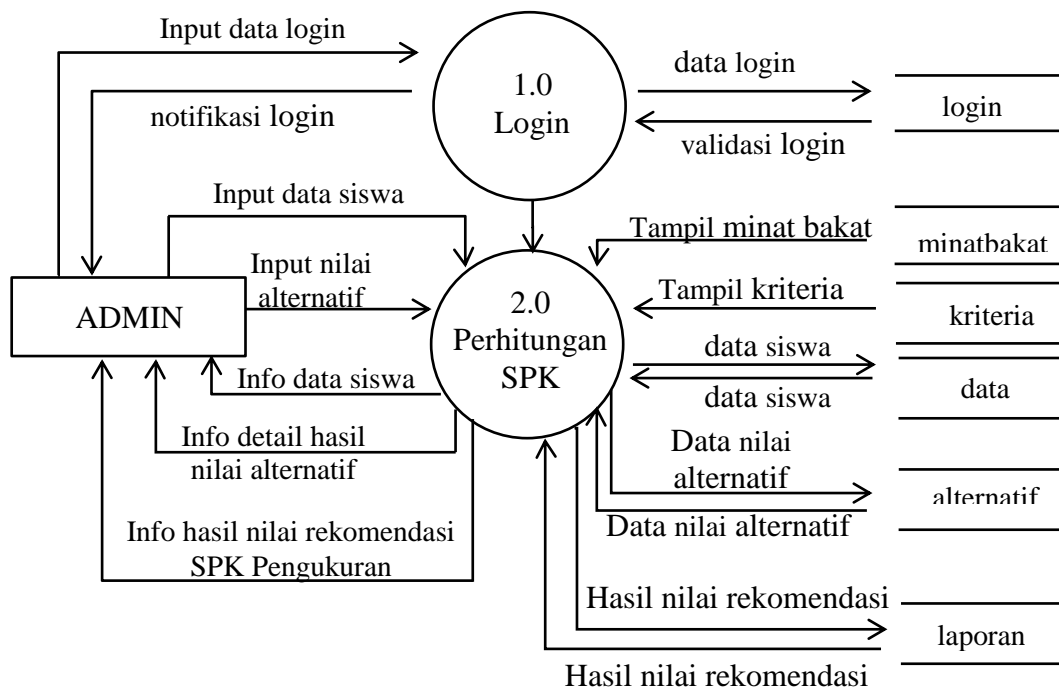 Input data login
notifikasi login
1.0
Login
data login
validasi login
login
Input data siswa
Input nilai
alternatif
ADMIN
2.0
Perhitungan
SPK
Tampil minat bakat
minatbakat
Tampil kriteria
kriteria
data siswa
data siswa
data
Info data siswa
Info detail hasil
nilai alternatif
Data nilai
alternatif
Data nilai alternatif
alternatif
Info hasil nilai rekomendasi
SPK Pengukuran
Hasil nilai rekomendasi
Hasil nilai rekomendasi
laporan